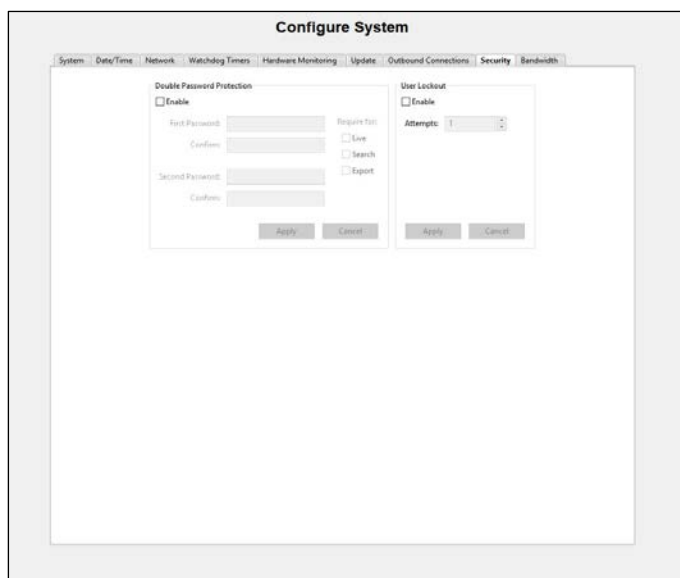 Configure System
System Date/Time Network Watchdog Timers Hardware Monitoring Update Outbound Connections Security Bandwidth
Double Password Protection
Enable
First Password:
Confirm:
Second Password:
Confirm:
Require for:
Live
Search
Export
Apply Cancel
User Lockout
Enable
Attempts: 1
Apply Cancel